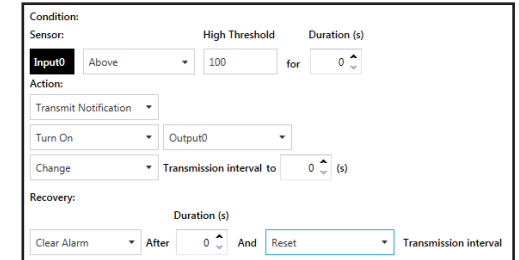 Condition:
Sensor: High Threshold Duration (s)
Input0 Above 100 for 0
Action:
Transmit Notification
Turn On Output0
Change Transmission interval to 0 (s)
Recovery:
Duration (s)
Clear Alarm After 0 And Reset Transmission interval